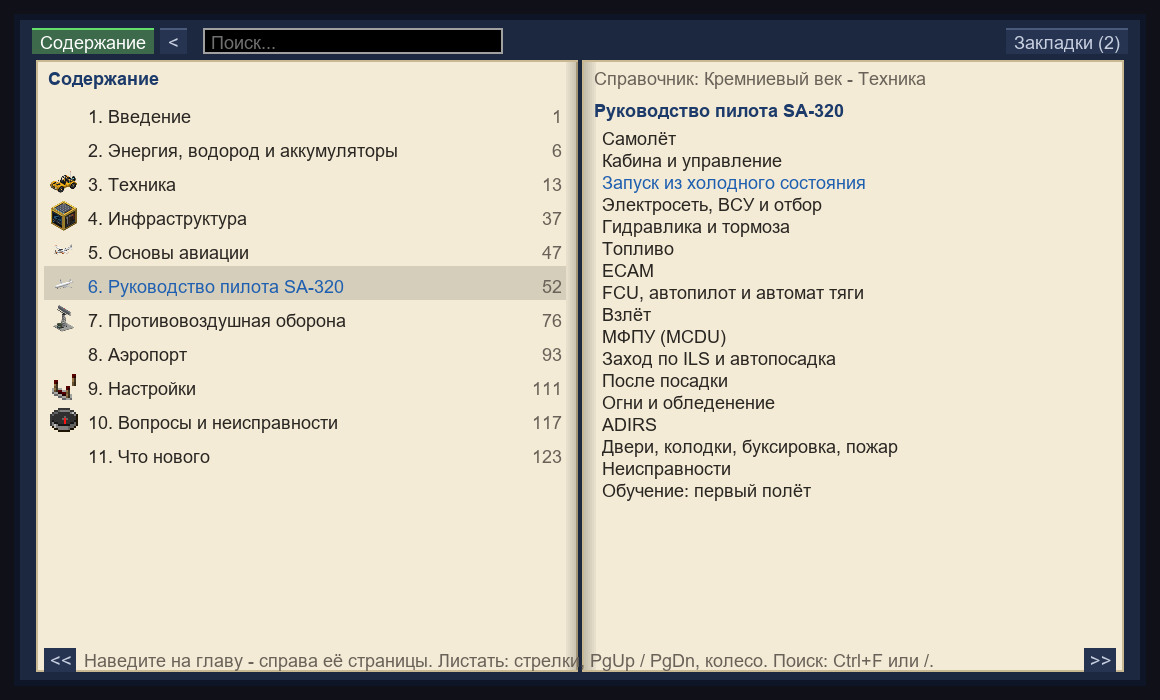 Содержание < Поиск... Закладки (2)
Содержание
1. Введение 1
2. Энергия, водород и аккумуляторы 6
3. Техника 13
4. Инфраструктура 37
5. Основы авиации 47
6. Руководство пилота SA-320 52
7. Противовоздушная оборона 76
8. Аэропорт 93
9. Настройки 111
10. Вопросы и неисправности 117
11. Что нового 123
Справочник: Кремниевый век - Техника
Руководство пилота SA-320
Самолёт
Кабина и управление
Запуск из холодного состояния
Электросеть, ВСУ и отбор
Гидравлика и тормоза
Топливо
ECAM
FCU, автопилот и автомат тяги
Взлёт
МФПУ (MCDU)
Заход по ILS и автопосадка
После посадки
Огни и обледенение
ADIRS
Двери, колодки, буксировка, пожар
Неисправности
Обучение: первый полёт
<< Наведите на главу - справа её страницы. Листать: стрелки, PgUp / PgDn, колесо. Поиск: Ctrl+F или /. >>